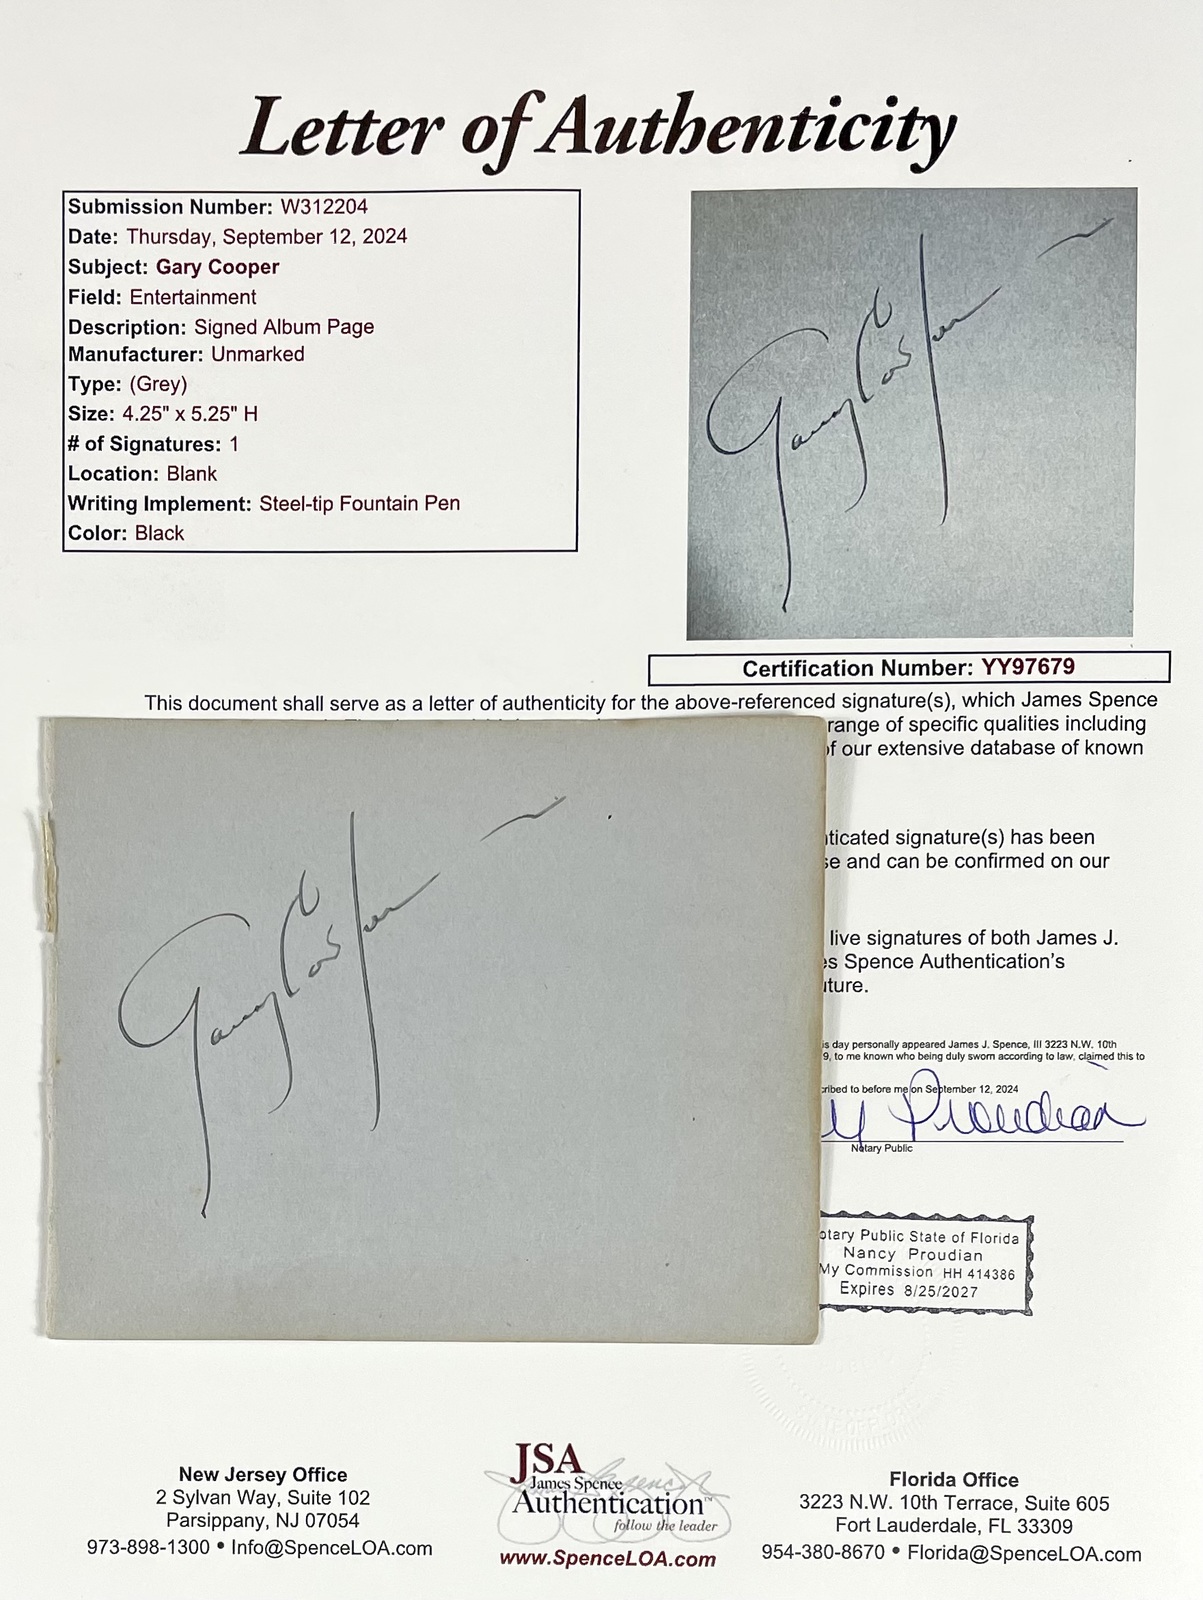 Letter of Authenticity
Submission Number: W312204
Date: Thursday, September 12, 2024
Subject: Gary Cooper
Field: Entertainment
Description: Signed Album Page
Manufacturer: Unmarked
Type: (Grey)
Size: 4.25" x 5.25" H
# of Signatures: 1
Location: Blank
Writing Implement: Steel-tip Fountain Pen
Color: Black
Gary Cooper
Certification Number: YY97679
This document shall serve as a letter of authenticity for the above-referenced signature(s), which James Spence
range of specific qualities including
of our extensive database of known
Gary Cooper
signature(s) has been
and can be confirmed on our
live signatures of both James J.
Spence Authentication's
day personally appeared James J. Spence, III 3223 N.W. 10th
to me known who being duly sworn according to law, claimed this to
to before me on September 12, 2024
Proudian
Notary Public
Public State of Florida
Nancy Proudian
My Commission HH 414386
Expires 8/25/2027
New Jersey Office
2 Sylvan Way, Suite 102
Parsippany, NJ 07054
973-898-1300 • Info@SpenceLOA.com
JSA
James Spence
Authentication™
follow the leader
www.SpenceLOA.com
Florida Office
3223 N.W. 10th Terrace, Suite 605
Fort Lauderdale, FL 33309
954-380-8670 • Florida@SpenceLOA.com